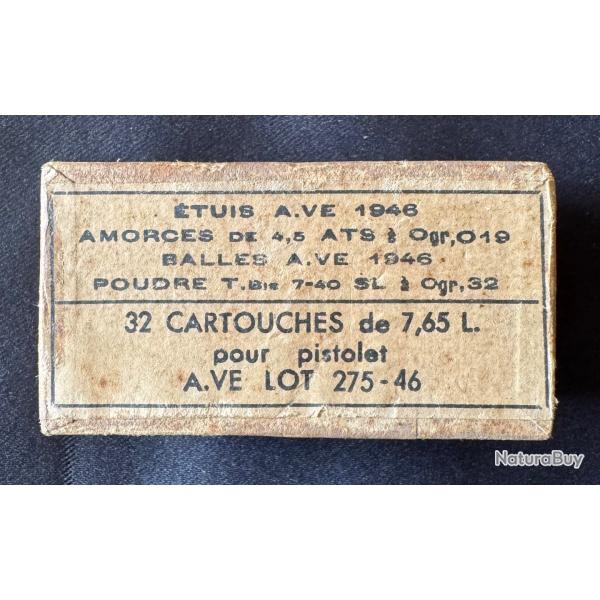 ÉTUIS A.VE 1946
AMORCES DE 4,5 ATS à 0gr,019
BALLES A.VE 1946
POUDRE T.Bis 7-40 SL à 0gr,32
32 CARTOUCHES de 7,65 L.
pour pistolet
A.VE LOT 275-46
NaturaBuy